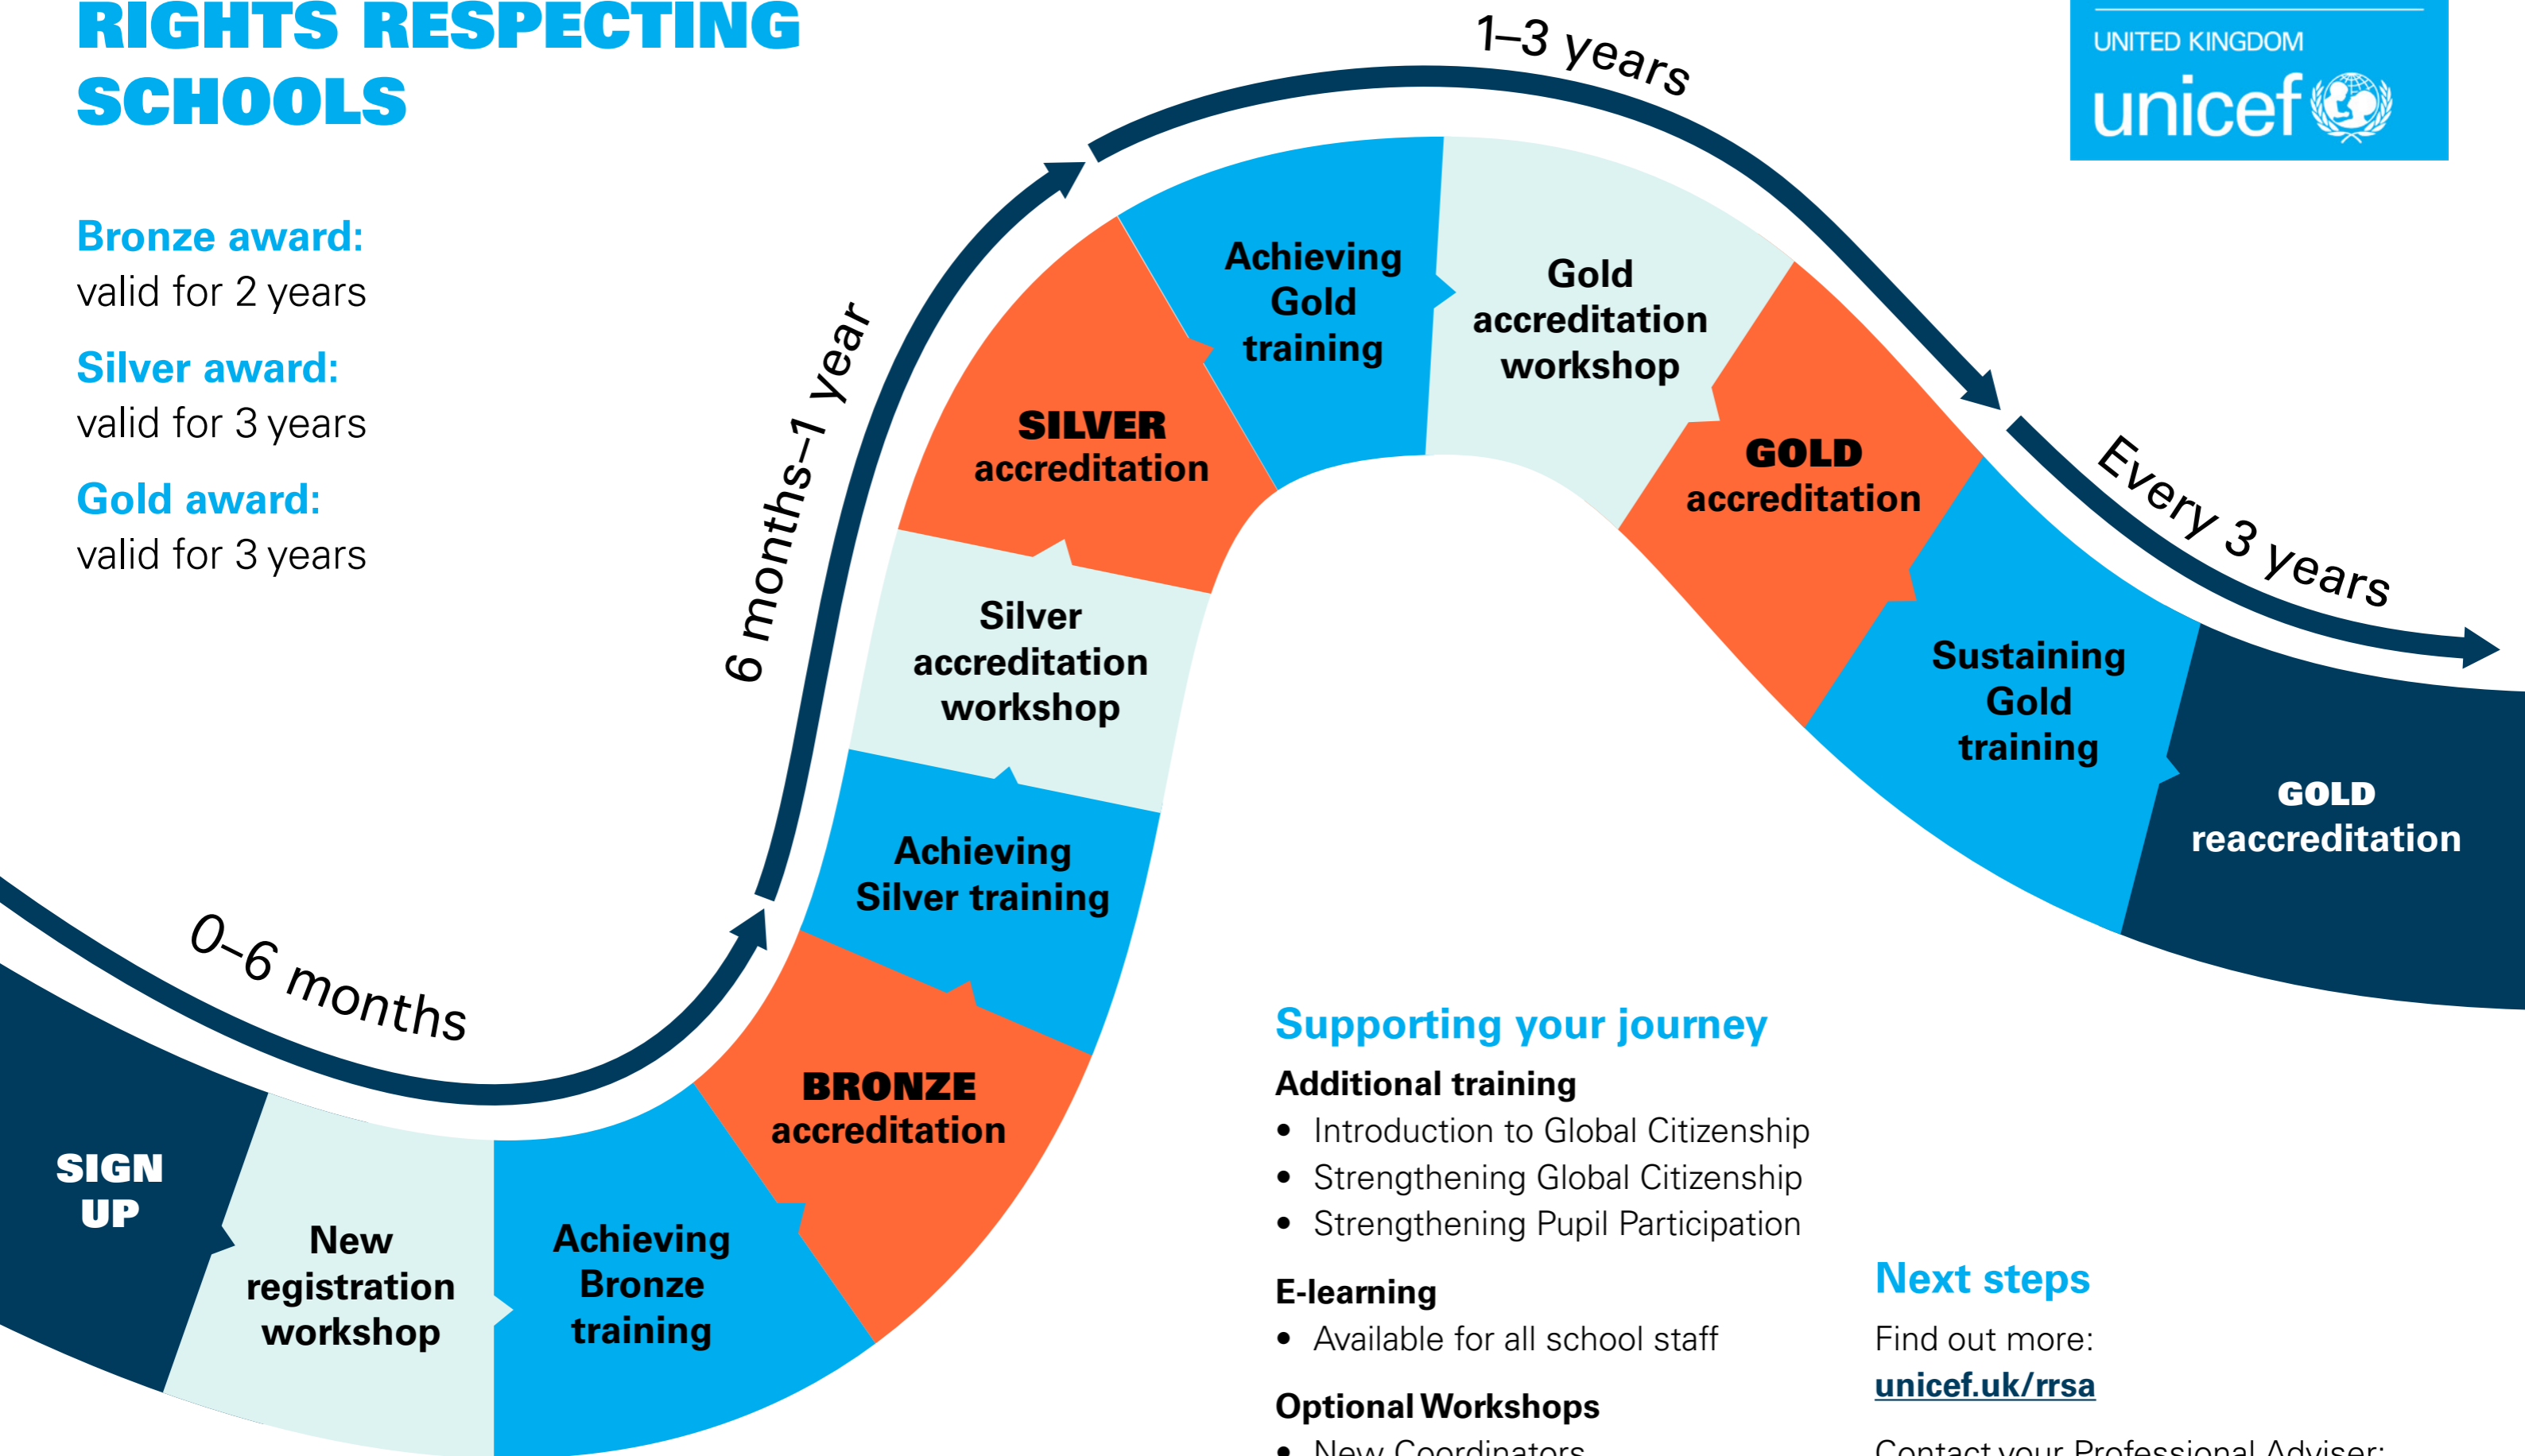 RIGHTS RESPECTING
SCHOOLS
UNITED KINGDOM
unicef
Bronze award:
valid for 2 years
Silver award:
valid for 3 years
Gold award:
valid for 3 years
0–6 months
6 months–1 year
1–3 years
Every 3 years
SIGN
UP
New
registration
workshop
Achieving
Bronze
training
BRONZE
accreditation
Achieving
Silver training
Silver
accreditation
workshop
SILVER
accreditation
Achieving
Gold
training
Gold
accreditation
workshop
GOLD
accreditation
Sustaining
Gold
training
GOLD
reaccreditation
Supporting your journey
Additional training
• Introduction to Global Citizenship
• Strengthening Global Citizenship
• Strengthening Pupil Participation
E-learning
• Available for all school staff
Optional Workshops
• New Coordinators
Next steps
Find out more:
unicef.uk/rrsa
Contact your Professional Adviser: